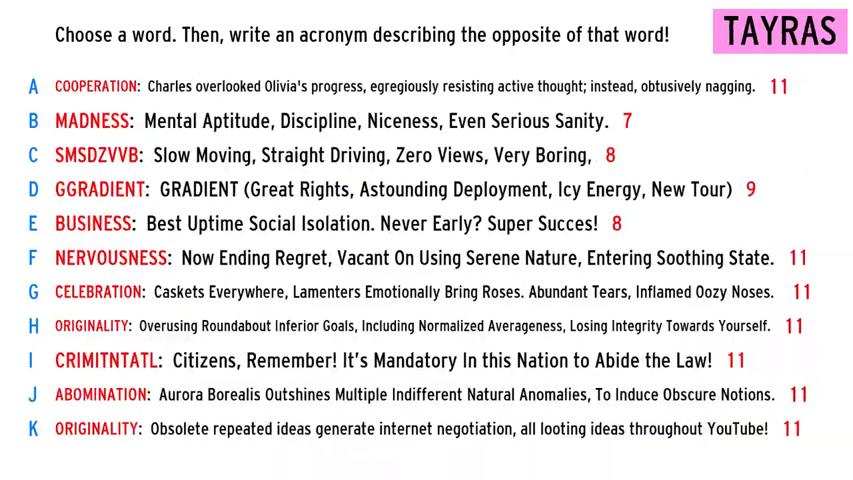 Choose a word. Then, write an acronym describing the opposite of that word!
TAYRAS
A COOPERATION: Charles overlooked Olivia's progress, egregiously resisting active thought; instead, obtusively nagging. 11
B MADNESS: Mental Aptitude, Discipline, Niceness, Even Serious Sanity. 7
C SMSDZVVB: Slow Moving, Straight Driving, Zero Views, Very Boring, 8
D GGRADIENT: GRADIENT (Great Rights, Astounding Deployment, Icy Energy, New Tour) 9
E BUSINESS: Best Uptime Social Isolation. Never Early? Super Succes! 8
F NERVOUSNESS: Now Ending Regret, Vacant On Using Serene Nature, Entering Soothing State. 11
G CELEBRATION: Caskets Everywhere, Lamenters Emotionally Bring Roses. Abundant Tears, Inflamed Oozy Noses. 11
H ORIGINALITY: Overusing Roundabout Inferior Goals, Including Normalized Averageness, Losing Integrity Towards Yourself. 11
I CRIMITNTATL: Citizens, Remember! It's Mandatory In this Nation to Abide the Law! 11
J ABOMINATION: Aurora Borealis Outshines Multiple Indifferent Natural Anomalies, To Induce Obscure Notions. 11
K ORIGINALITY: Obsolete repeated ideas generate internet negotiation, all looting ideas throughout YouTube! 11